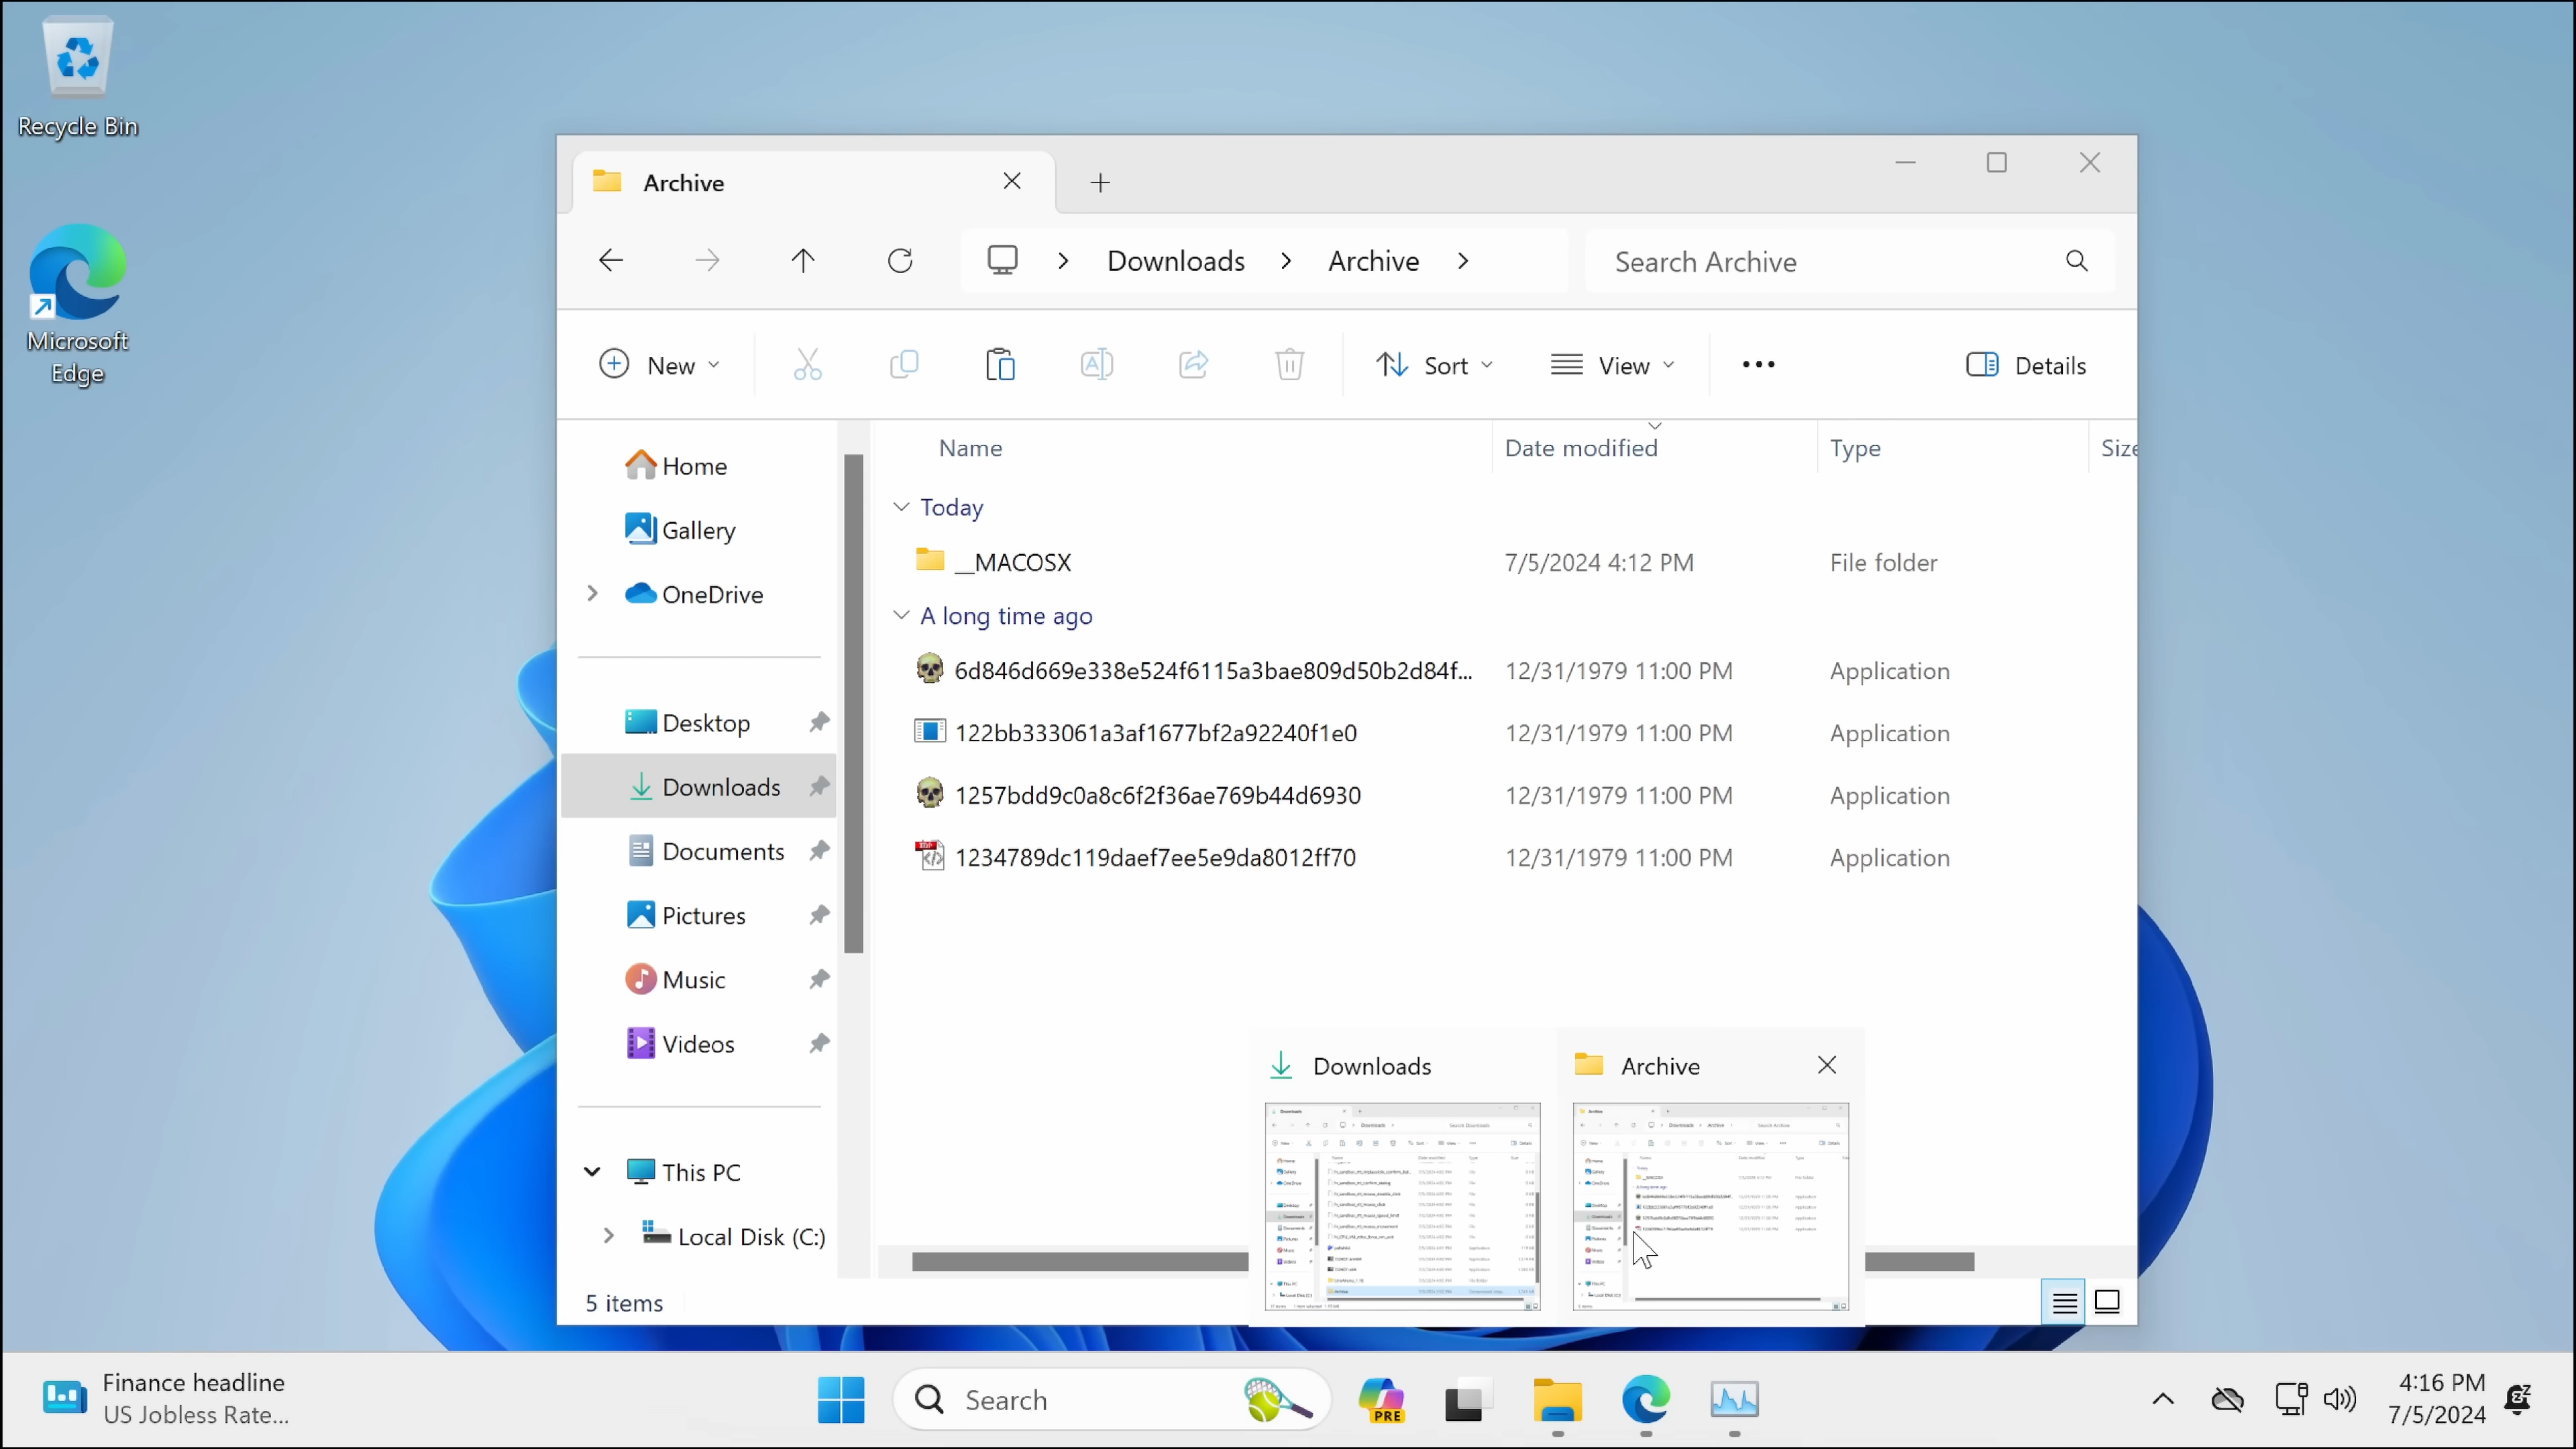 Recycle Bin
Microsoft
Edge
Archive
Downloads
Archive
Search Archive
New
Sort
View
Details
Home
Gallery
OneDrive
Desktop
Downloads
Documents
Pictures
Music
Videos
This PC
Local Disk (C:)
Name
Date modified
Type
Size
Today
__MACOSX
7/5/2024 4:12 PM
File folder
A long time ago
6d846d669e338e524f6115a3bae809d50b2d84f...
12/31/1979 11:00 PM
Application
122bb333061a3af1677bf2a92240f1e0
12/31/1979 11:00 PM
Application
1257bdd9c0a8c6f2f36ae769b44d6930
12/31/1979 11:00 PM
Application
1234789dc119daef7ee5e9da8012ff70
12/31/1979 11:00 PM
Application
Downloads
Archive
5 items
Finance headline
US Jobless Rate...
Search
PRE
4:16 PM
7/5/2024